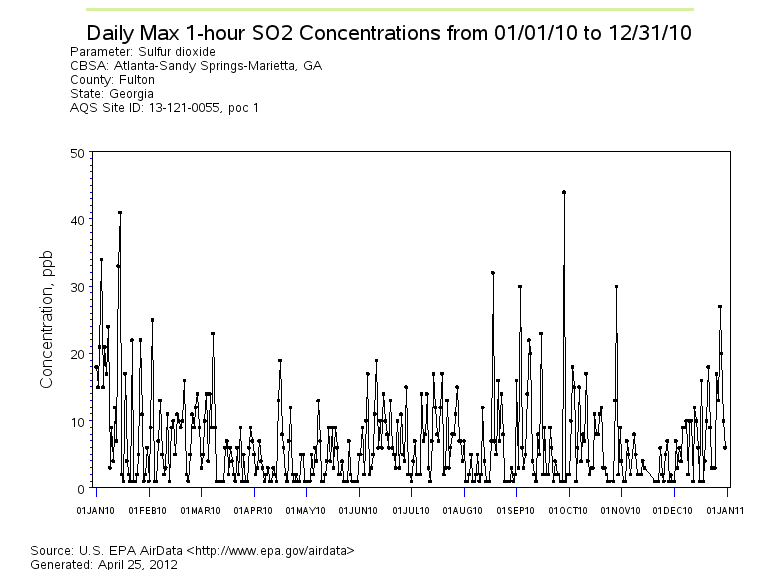 Daily Max 1-hour SO2 Concentrations from 01/01/10 to 12/31/10
Parameter: Sulfur dioxide
CBSA: Atlanta-Sandy Springs-Marietta, GA
County: Fulton
State: Georgia
AQS Site ID: 13-121-0055, poc 1
50
40
30
20
10
0
Concentration, ppb
01JAN10 01FEB10 01MAR10 01APR10 01MAY10 01JUN10 01JUL10 01AUG10 01SEP10 01OCT10 01NOV10 01DEC10 01JAN11
Source: U.S. EPA AirData <http://www.epa.gov/airdata>
Generated: April 25, 2012